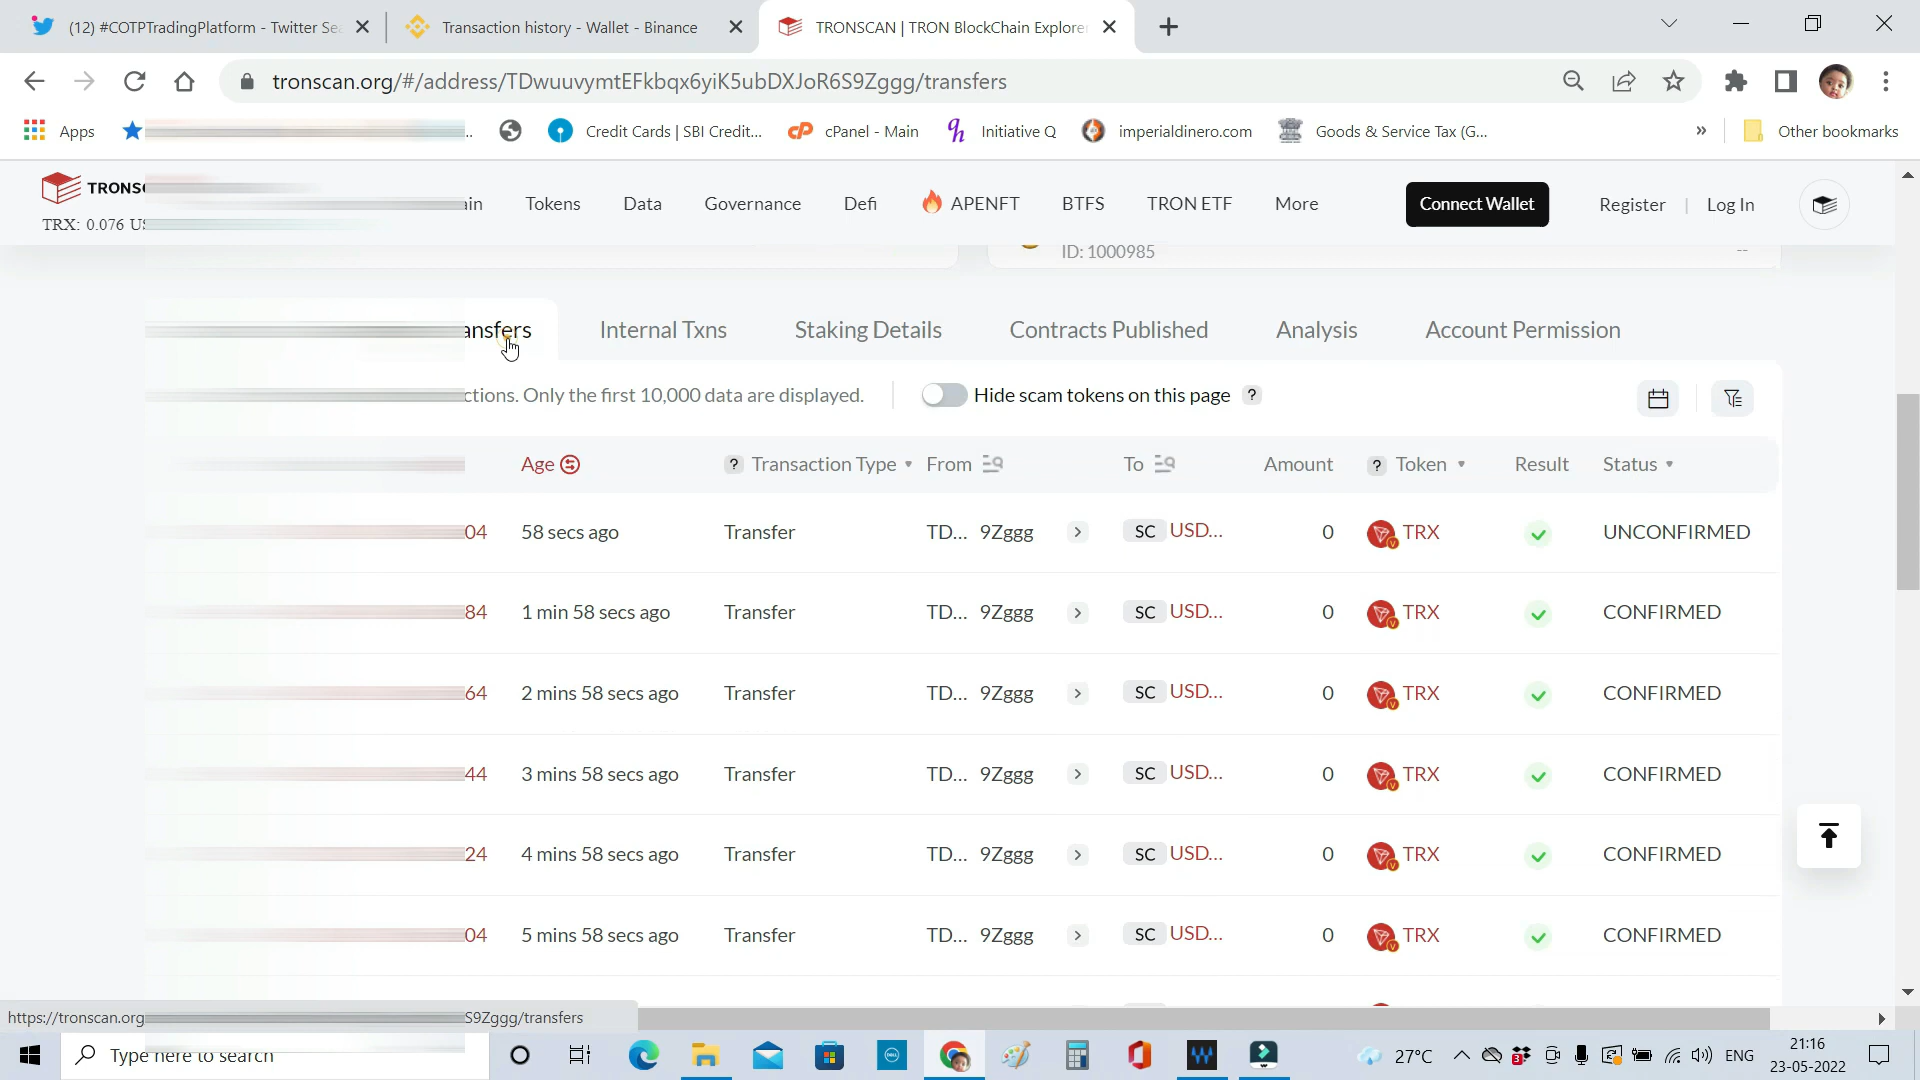 (12) #COTPTradingPlatform - Twitter Se
Transaction history - Wallet - Binance
TRONSCAN | TRON BlockChain Explorer
tronscan.org/#/address/TDwuuvymtEFkbqx6yiK5ubDXJoR6S9Zggg/transfers
Apps
Credit Cards | SBI Credit...
cPanel - Main
Initiative Q
imperialdinero.com
Goods & Service Tax (G...
»
Other bookmarks
TRONS
TRX: 0.076 US
ain
Tokens
Data
Governance
Defi
APENFT
BTFS
TRON ETF
More
Connect Wallet
Register | Log In
ID: 1000985
--
ansfers
Internal Txns
Staking Details
Contracts Published
Analysis
Account Permission
ctions. Only the first 10,000 data are displayed.
Hide scam tokens on this page ?
Age ? Transaction Type From To Amount ? Token Result Status
04 58 secs ago Transfer TD... 9Zggg SC USD... 0 TRX UNCONFIRMED
84 1 min 58 secs ago Transfer TD... 9Zggg SC USD... 0 TRX CONFIRMED
64 2 mins 58 secs ago Transfer TD... 9Zggg SC USD... 0 TRX CONFIRMED
44 3 mins 58 secs ago Transfer TD... 9Zggg SC USD... 0 TRX CONFIRMED
24 4 mins 58 secs ago Transfer TD... 9Zggg SC USD... 0 TRX CONFIRMED
04 5 mins 58 secs ago Transfer TD... 9Zggg SC USD... 0 TRX CONFIRMED
https://tronscan.org
S9Zggg/transfers
Type here to search
27°C
3
ENG
21:16
23-05-2022